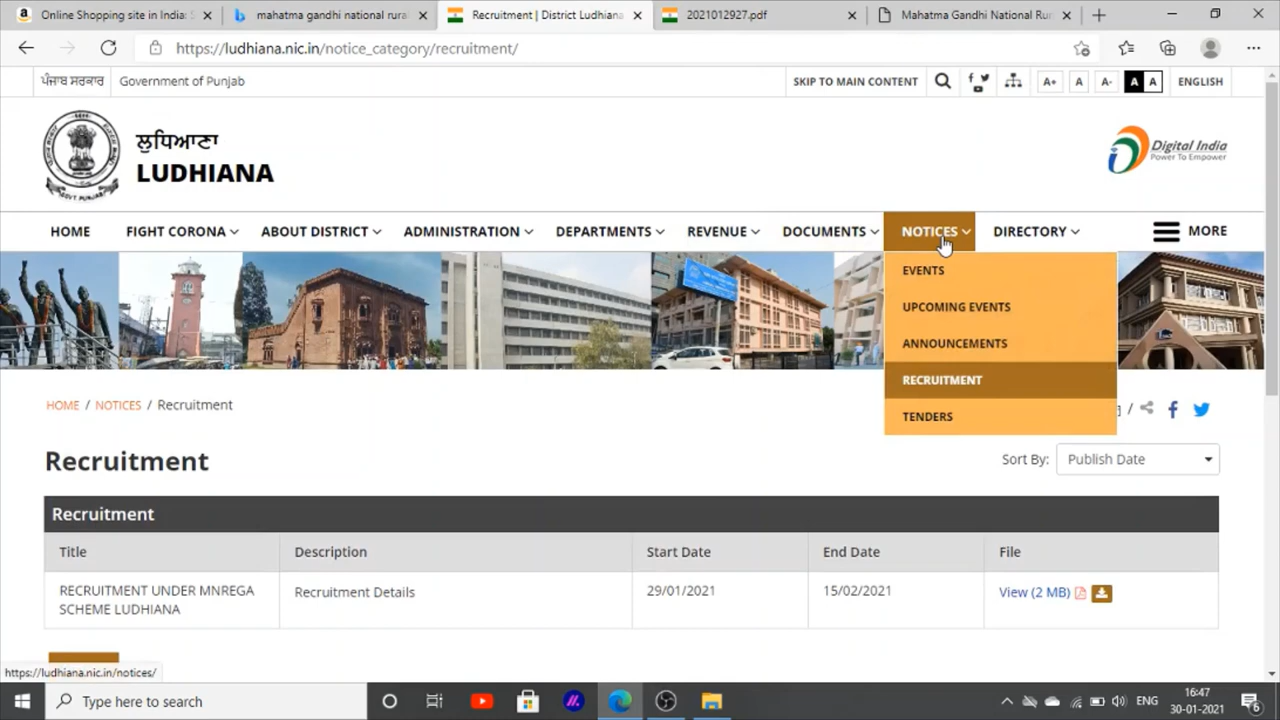 Online Shopping site in India:
mahatma gandhi national rura
Recruitment | District Ludhiana
2021012927.pdf
Mahatma Gandhi National Rur
https://ludhiana.nic.in/notice_category/recruitment/
ਪੰਜਾਬ ਸਰਕਾਰ Government of Punjab SKIP TO MAIN CONTENT A+ A A- A A ENGLISH
ਲੁਧਿਆਣਾ
LUDHIANA
GOVT PUNJAB
Digital India
Power To Empower
HOME FIGHT CORONA ABOUT DISTRICT ADMINISTRATION DEPARTMENTS REVENUE DOCUMENTS NOTICES DIRECTORY MORE
EVENTS
UPCOMING EVENTS
ANNOUNCEMENTS
RECRUITMENT
TENDERS
HOME / NOTICES / Recruitment
/
Recruitment
Sort By: Publish Date
Recruitment
Title Description Start Date End Date File
RECRUITMENT UNDER MNREGA
SCHEME LUDHIANA
Recruitment Details 29/01/2021 15/02/2021 View (2 MB)
https://ludhiana.nic.in/notices/
Type here to search
ENG
16:47
30-01-2021
6